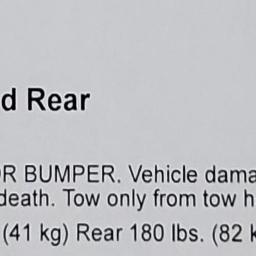 d Rear
OR BUMPER. Vehicle dama
death. Tow only from tow h
(41 kg) Rear 180 lbs. (82 k